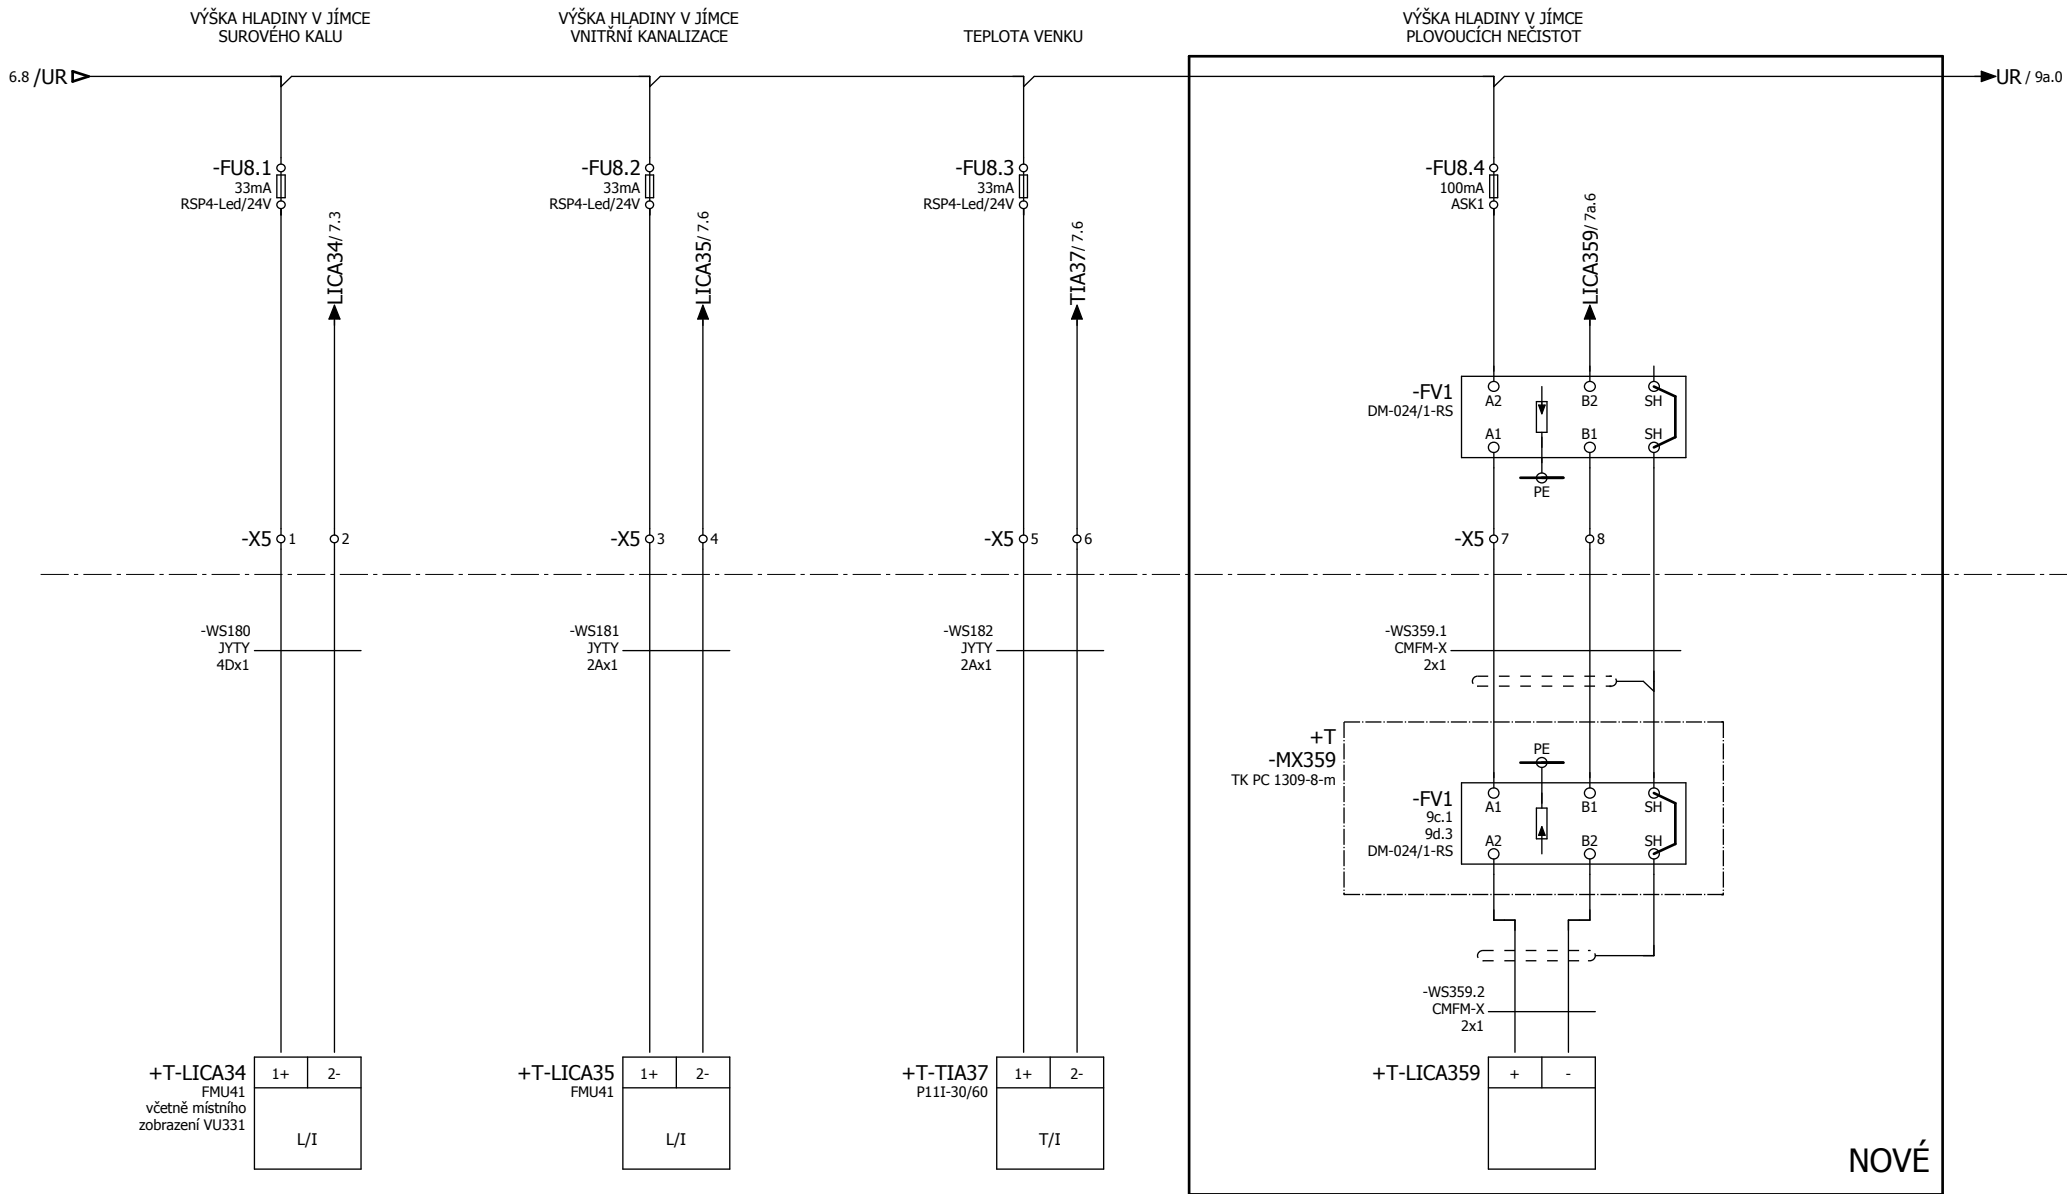 VÝŠKA HLADINY V JÍMCE
SUROVÉHO KALU
VÝŠKA HLADINY V JÍMCE
VNITŘNÍ KANALIZACE
TEPLOTA VENKU
VÝŠKA HLADINY V JÍMCE
PLOVOUCÍCH NEČISTOT
6.8 /UR
UR / 9a.0
-FU8.1
33mA
RSP4-Led/24V
LICA34/ 7.3
-FU8.2
33mA
RSP4-Led/24V
LICA35/ 7.6
-FU8.3
33mA
RSP4-Led/24V
TIA37/ 7.6
-FU8.4
100mA
ASK1
LICA359/ 7a.6
-FV1
DM-024/1-RS
A2 B2 SH
A1 B1 SH
PE
-X5 1 2
-X5 3 4
-X5 5 6
-X5 7 8
-WS180
JYTY
4Dx1
-WS181
JYTY
2Ax1
-WS182
JYTY
2Ax1
-WS359.1
CMFM-X
2x1
+T
-MX359
TK PC 1309-8-m
PE
-FV1
9c.1
9d.3
DM-024/1-RS
A1 B1 SH
A2 B2 SH
-WS359.2
CMFM-X
2x1
+T-LICA34
FMU41
včetně místního
zobrazení VU331
1+ 2-
L/I
+T-LICA35
FMU41
1+ 2-
L/I
+T-TIA37
P11I-30/60
1+ 2-
T/I
+T-LICA359
+ -
NOVÉ